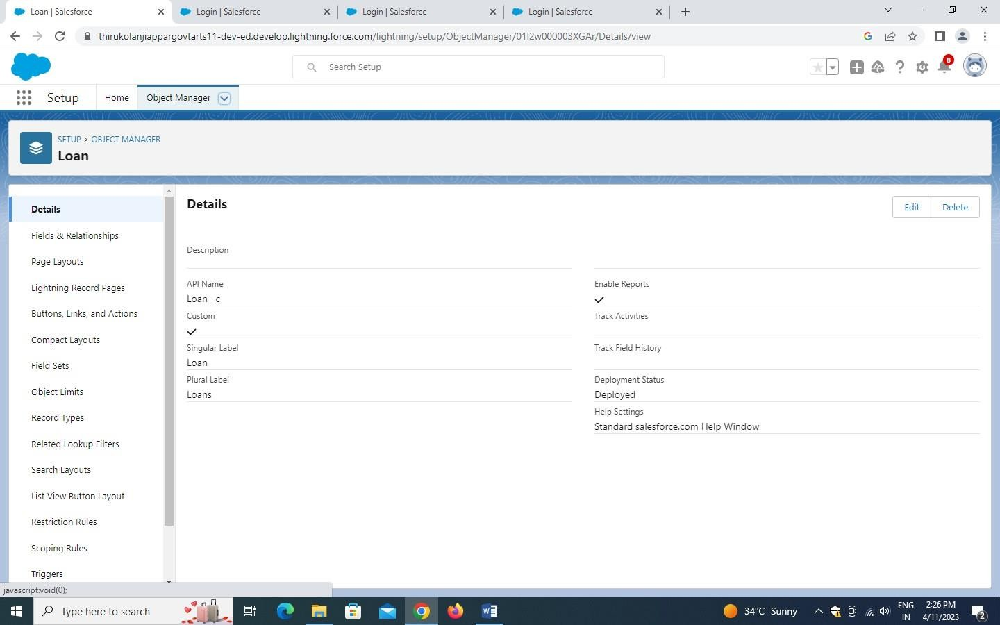 Loan | Salesforce
Login | Salesforce
Login | Salesforce
Login | Salesforce
thirukolanjiappargovtarts11-dev-ed.develop.lightning.force.com/lightning/setup/ObjectManager/01I2w000003XGAr/Details/view
Search Setup
8
Setup
Home
Object Manager
SETUP > OBJECT MANAGER
Loan
Details
Fields & Relationships
Page Layouts
Lightning Record Pages
Buttons, Links, and Actions
Compact Layouts
Field Sets
Object Limits
Record Types
Related Lookup Filters
Search Layouts
List View Button Layout
Restriction Rules
Scoping Rules
Triggers
Details
Edit
Delete
Description
API Name
Loan__c
Custom
Singular Label
Loan
Plural Label
Loans
Enable Reports
Track Activities
Track Field History
Deployment Status
Deployed
Help Settings
Standard salesforce.com Help Window
javascript:void(0);
Type here to search
34°C Sunny
ENG
IN
2:26 PM
4/11/2023
2